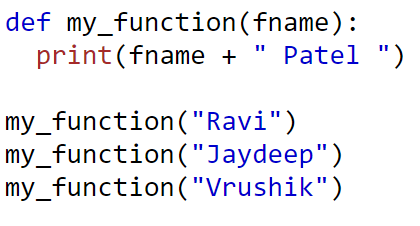 def my_function(fname):
  print(fname + " Patel ")

my_function("Ravi")
my_function("Jaydeep")
my_function("Vrushik")